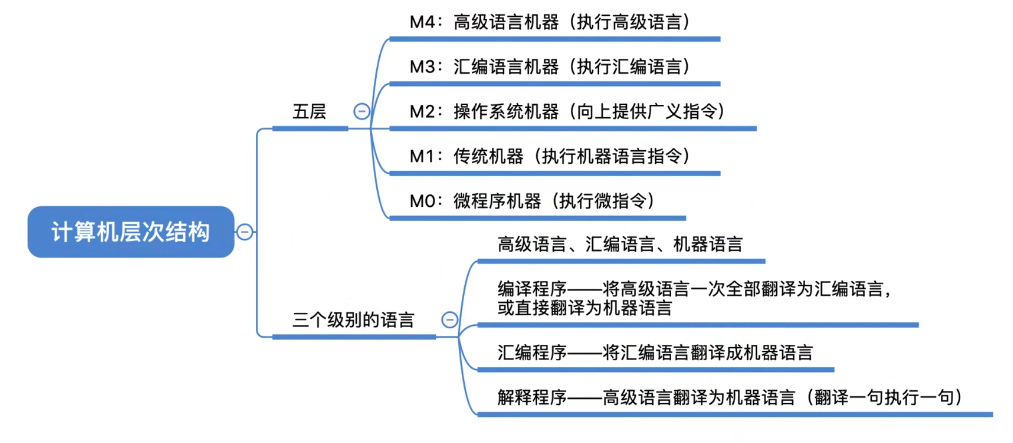 计算机层次结构
五层
M4：高级语言机器（执行高级语言）
M3：汇编语言机器（执行汇编语言）
M2：操作系统机器（向上提供广义指令）
M1：传统机器（执行机器语言指令）
M0：微程序机器（执行微指令）
三个级别的语言
高级语言、汇编语言、机器语言
编译程序——将高级语言一次全部翻译为汇编语言，
或直接翻译为机器语言
汇编程序——将汇编语言翻译成机器语言
解释程序——高级语言翻译为机器语言（翻译一句执行一句）